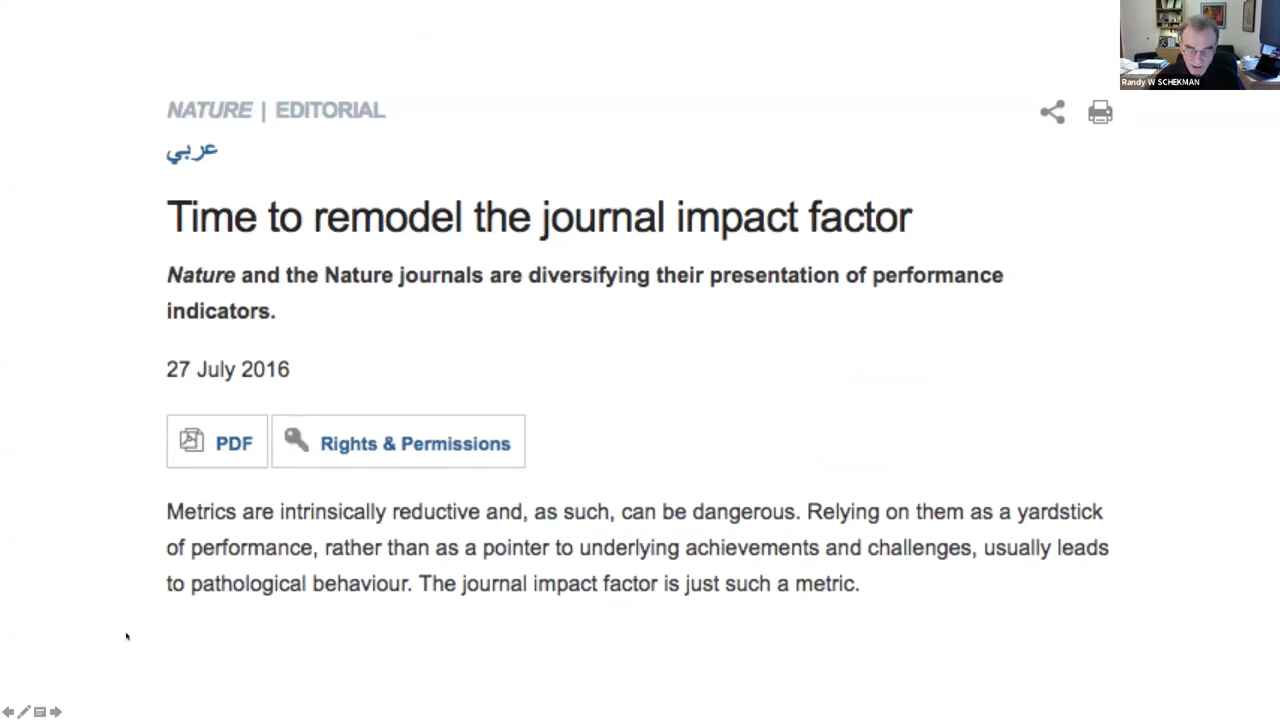 Randy W SCHEKMAN
NATURE | EDITORIAL
عربي
Time to remodel the journal impact factor
Nature and the Nature journals are diversifying their presentation of performance
indicators.
27 July 2016
PDF
Rights & Permissions
Metrics are intrinsically reductive and, as such, can be dangerous. Relying on them as a yardstick
of performance, rather than as a pointer to underlying achievements and challenges, usually leads
to pathological behaviour. The journal impact factor is just such a metric.